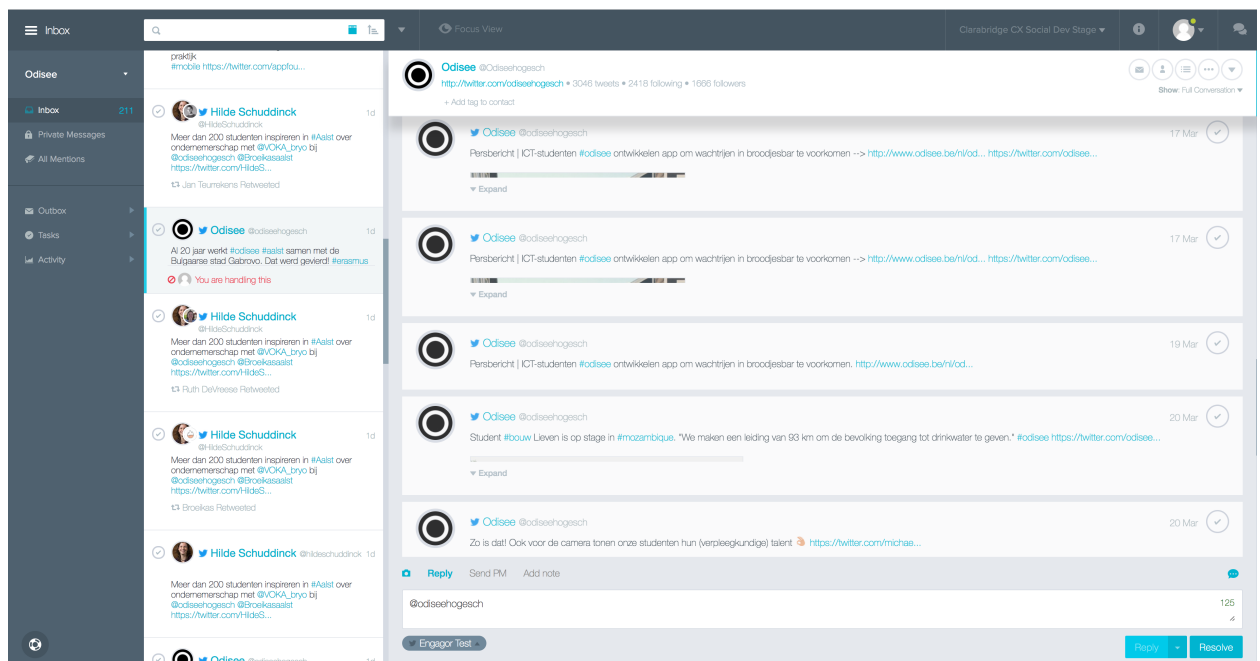 Inbox
Focus View
Clarabridge CX Social Dev Stage
Odisee
Inbox 211
Private Messages
All Mentions
Outbox
Tasks
Activity
praktijk
#mobile https://twitter.com/appfou...
Hilde Schuddinck 1d
@HildeSchuddinck
Meer dan 200 studenten inspireren in #Aalst over
ondernemerschap met @VOKA_bryo bij
@odiseehogesch @Broeikasaalst
https://twitter.com/HildeS...
Jan Teurrekens Retweeted
Odisee @odiseehogesch 1d
Al 20 jaar werkt #odisee #aalst samen met de
Bulgaarse stad Gabrovo. Dat werd gevierd! #erasmus
You are handling this
Hilde Schuddinck 1d
@HildeSchuddinck
Meer dan 200 studenten inspireren in #Aalst over
ondernemerschap met @VOKA_bryo bij
@odiseehogesch @Broeikasaalst
https://twitter.com/HildeS...
Ruth DeVreese Retweeted
Hilde Schuddinck 1d
@HildeSchuddinck
Meer dan 200 studenten inspireren in #Aalst over
ondernemerschap met @VOKA_bryo bij
@odiseehogesch @Broeikasaalst
https://twitter.com/HildeS...
Broeikas Retweeted
Hilde Schuddinck @hildeschuddinck 1d
Meer dan 200 studenten inspireren in #Aalst over
ondernemerschap met @VOKA_bryo bij
@odiseehogesch @Broeikasaalst
https://twitter.com/HildeS...
Odisee @odiseehogesch 1d
Odisee @Odiseehogesch
http://twitter.com/odiseehogesch • 3046 tweets • 2418 following • 1666 followers
+ Add tag to contact
Show: Full Conversation
Odisee @odiseehogesch 17 Mar
Persbericht | ICT-studenten #odisee ontwikkelen app om wachtrijen in broodjesbar te voorkomen --> http://www.odisee.be/nl/od... https://twitter.com/odisee...
Expand
Odisee @odiseehogesch 17 Mar
Persbericht | ICT-studenten #odisee ontwikkelen app om wachtrijen in broodjesbar te voorkomen --> http://www.odisee.be/nl/od... https://twitter.com/odisee...
Expand
Odisee @odiseehogesch 19 Mar
Persbericht | ICT-studenten #odisee ontwikkelen app om wachtrijen in broodjesbar te voorkomen. http://www.odisee.be/nl/od...
Odisee @odiseehogesch 20 Mar
Student #bouw Lieven is op stage in #mozambique. "We maken een leiding van 93 km om de bevolking toegang tot drinkwater te geven." #odisee https://twitter.com/odisee...
Expand
Odisee @odiseehogesch 20 Mar
Zo is dat! Ook voor de camera tonen onze studenten hun (verpleegkundige) talent 👌 https://twitter.com/michae...
Reply Send PM Add note
@odiseehogesch 125
Engagor Test
Reply Resolve